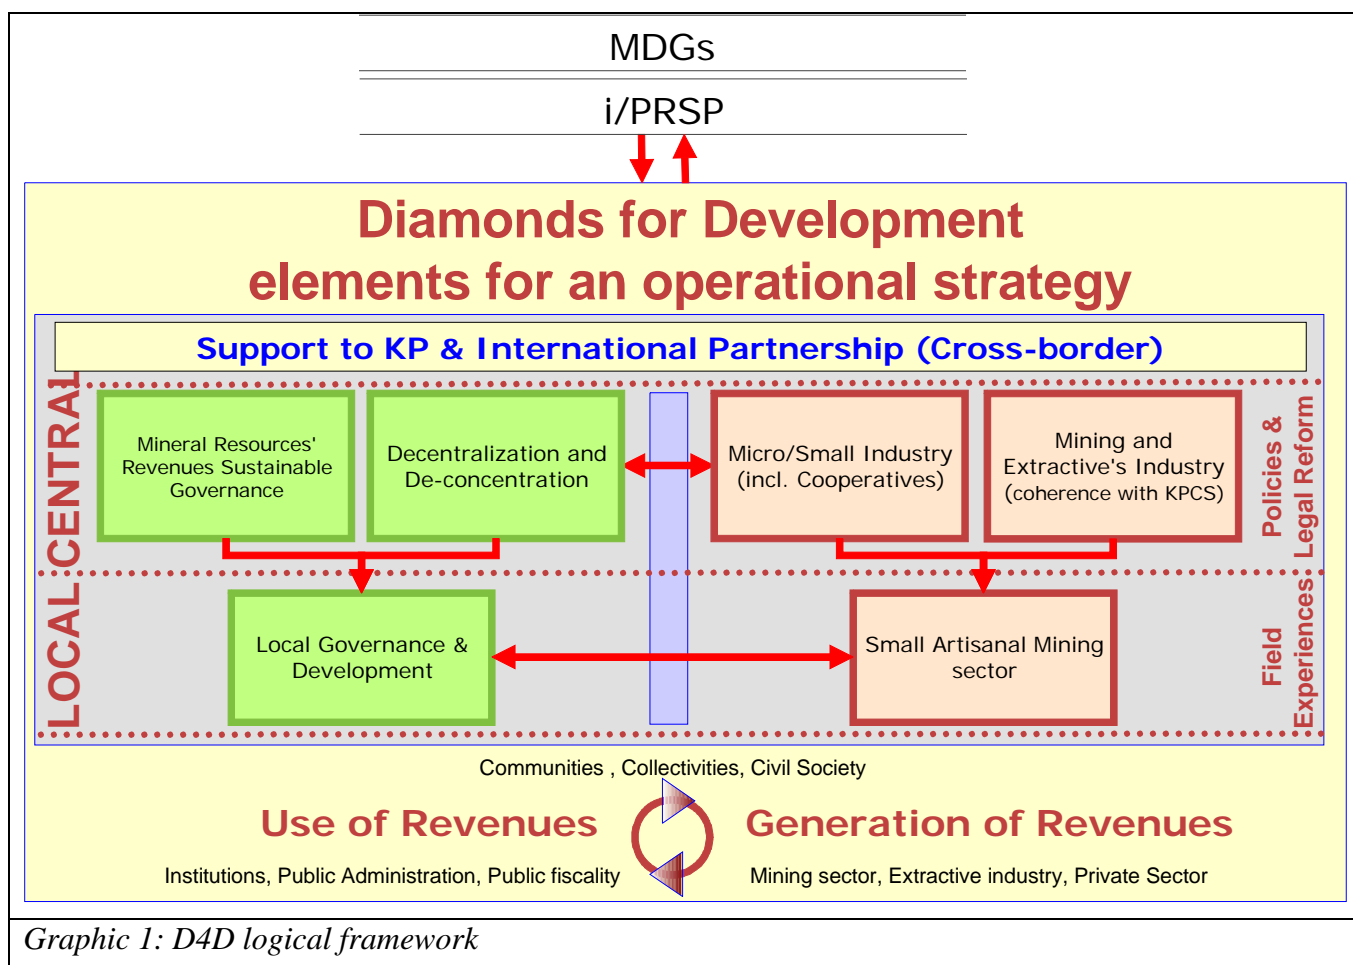 MDGs
i/PRSP
Diamonds for Development
elements for an operational strategy
Support to KP & International Partnership (Cross-border)
CENTRAL
Mineral Resources'
Revenues Sustainable
Governance
Decentralization and
De-concentration
Micro/Small Industry
(incl. Cooperatives)
Mining and
Extractive's Industry
(coherence with KPCS)
Policies &
Legal Reform
LOCAL
Local Governance &
Development
Small Artisanal Mining
sector
Field
Experiences
Communities , Collectivities, Civil Society
Use of Revenues
Generation of Revenues
Institutions, Public Administration, Public fiscality
Mining sector, Extractive industry, Private Sector
Graphic 1: D4D logical framework